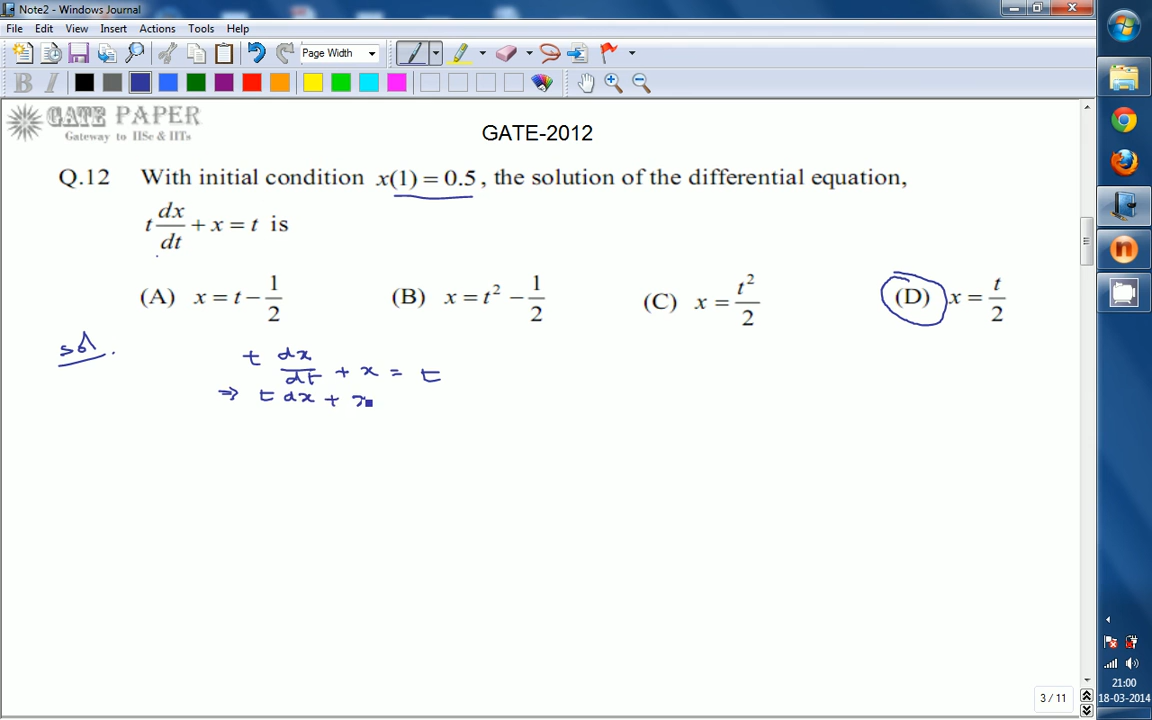 Note2 - Windows Journal
File Edit View Insert Actions Tools Help
Page Width
B I
GATE PAPER
Gateway to IISc & IITs
GATE-2012
Q.12 With initial condition x(1) = 0.5, the solution of the differential equation,
t dx/dt + x = t is
(A) x = t − 1/2 (B) x = t² − 1/2 (C) x = t²/2 (D) x = t/2
sol.
t dx/dt + x = t
⇒ t dx + x
3 / 11
21:00
18-03-2014